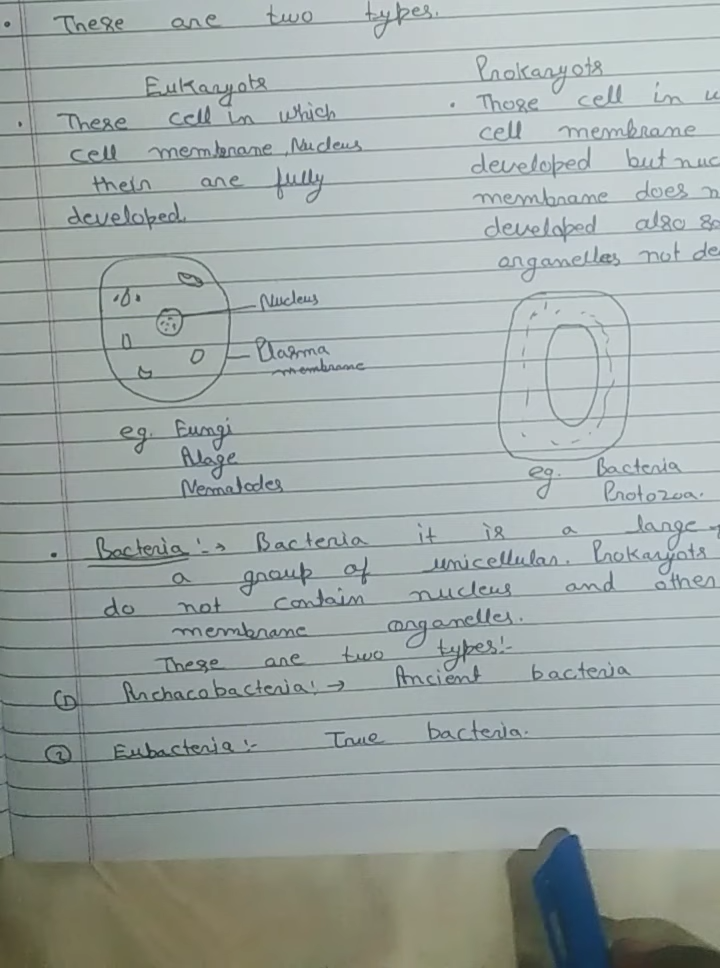 • These are two types.
Eukaryots
• These cell in which
cell membrane, Nucleus
their are fully
developed.
Nucleus
Plasma
membrane
eg. Fungi
Alage
Nematodes
Prokaryots
• Those cell in
cell membrane
developed but
membrane does
developed also
organelles not
eg. Bacteria
Protozoa.
• Bacteria :-> Bacteria it is a large
a group of unicellular. Prokaryots
do not contain nucleus and other
membrane organelles.
These are two types:-
① Archaeobacteria:-> Ancient bacteria
② Eubacteria:- True bacteria.